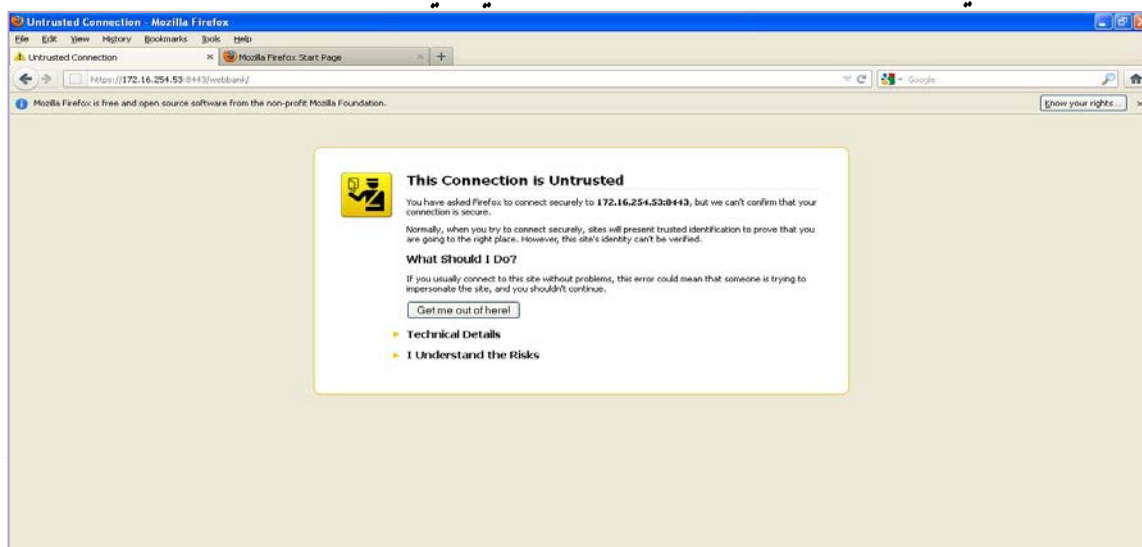 Untrusted Connection - Mozilla Firefox
File Edit View History Bookmarks Tools Help
Untrusted Connection × Mozilla Firefox Start Page × +
https://172.16.254.53:8443/webbank/ Google
Mozilla Firefox is free and open source software from the non-profit Mozilla Foundation. Know your rights... ×
This Connection is Untrusted
You have asked Firefox to connect securely to 172.16.254.53:8443, but we can't confirm that your
connection is secure.
Normally, when you try to connect securely, sites will present trusted identification to prove that you
are going to the right place. However, this site's identity can't be verified.
What Should I Do?
If you usually connect to this site without problems, this error could mean that someone is trying to
impersonate the site, and you shouldn't continue.
Get me out of here!
Technical Details
I Understand the Risks